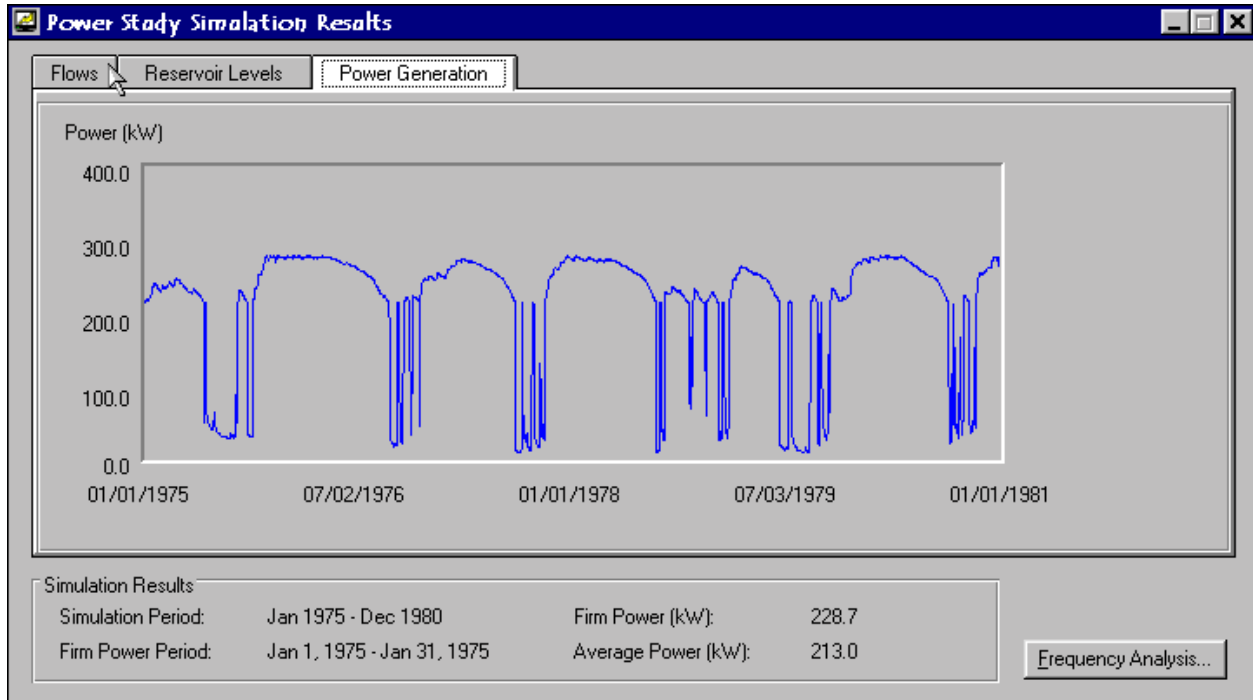 Power Study Simulation Results
Flows Reservoir Levels Power Generation
Power (kW)
400.0
300.0
200.0
100.0
0.0
01/01/1975 07/02/1976 01/01/1978 07/03/1979 01/01/1981
Simulation Results
Simulation Period: Jan 1975 - Dec 1980 Firm Power (kW): 228.7
Firm Power Period: Jan 1, 1975 - Jan 31, 1975 Average Power (kW): 213.0
Frequency Analysis...